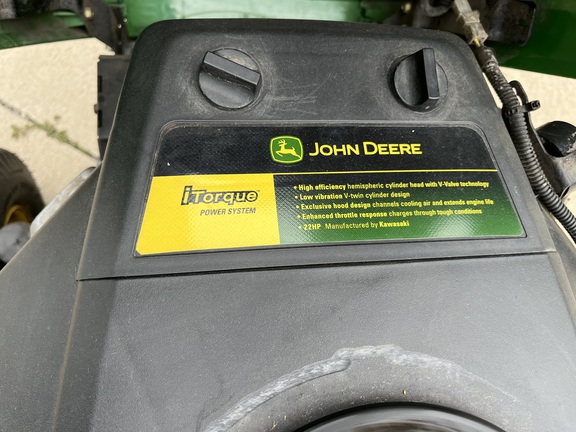 JOHN DEERE
iTorque™
POWER SYSTEM
• High efficiency hemispheric cylinder head with V-Valve technology
• Low vibration V-twin cylinder design
• Exclusive hood design channels cooling air and extends engine life
• Enhanced throttle response charges through tough conditions
• 22HP Manufactured by Kawasaki